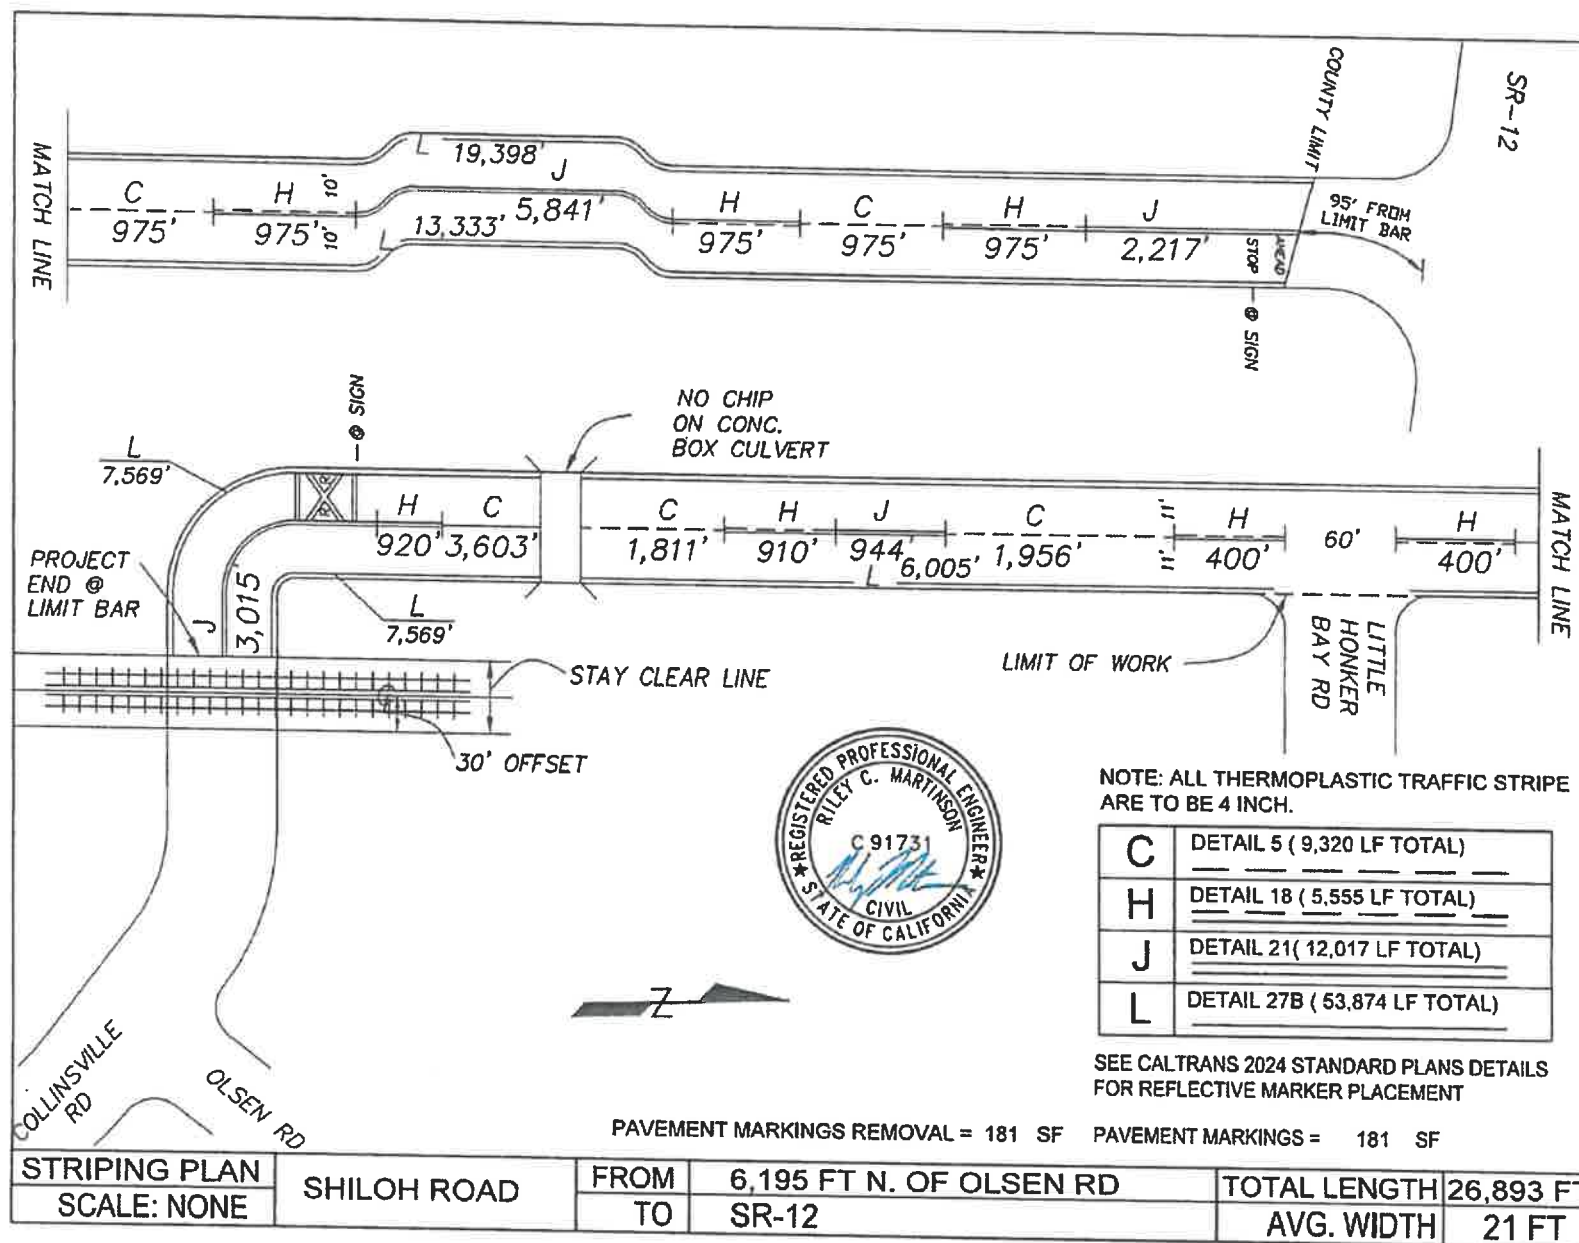 SR-12
COUNTY LIMIT
MATCH LINE
L
19,398'
J
5,841'
C
975'
H
975'
10'
10'
L
13,333'
H
975'
C
975'
H
975'
J
2,217'
STOP
AHEAD
95' FROM
LIMIT BAR
@ SIGN
@ SIGN
NO CHIP
ON CONC.
BOX CULVERT
L
7,569'
R
R
H
920'
C
3,603'
C
1,811'
H
910'
J
944'
L
6,005'
C
1,956'
11'
11'
H
400'
60'
H
400'
MATCH LINE
PROJECT
END @
LIMIT BAR
J
3,015'
L
7,569'
STAY CLEAR LINE
30' OFFSET
LIMIT OF WORK
LITTLE
HONKER
BAY RD
REGISTERED PROFESSIONAL ENGINEER
RILEY C. MARTINSON
C 91731
CIVIL
STATE OF CALIFORNIA
NOTE: ALL THERMOPLASTIC TRAFFIC STRIPE
ARE TO BE 4 INCH.
C DETAIL 5 ( 9,320 LF TOTAL)
H DETAIL 18 ( 5,555 LF TOTAL)
J DETAIL 21( 12,017 LF TOTAL)
L DETAIL 27B ( 53,874 LF TOTAL)
SEE CALTRANS 2024 STANDARD PLANS DETAILS
FOR REFLECTIVE MARKER PLACEMENT
Z
COLLINSVILLE
RD
OLSEN RD
PAVEMENT MARKINGS REMOVAL = 181 SF PAVEMENT MARKINGS = 181 SF
STRIPING PLAN
SCALE: NONE
SHILOH ROAD
FROM 6,195 FT N. OF OLSEN RD
TO SR-12
TOTAL LENGTH 26,893 FT
AVG. WIDTH 21 FT